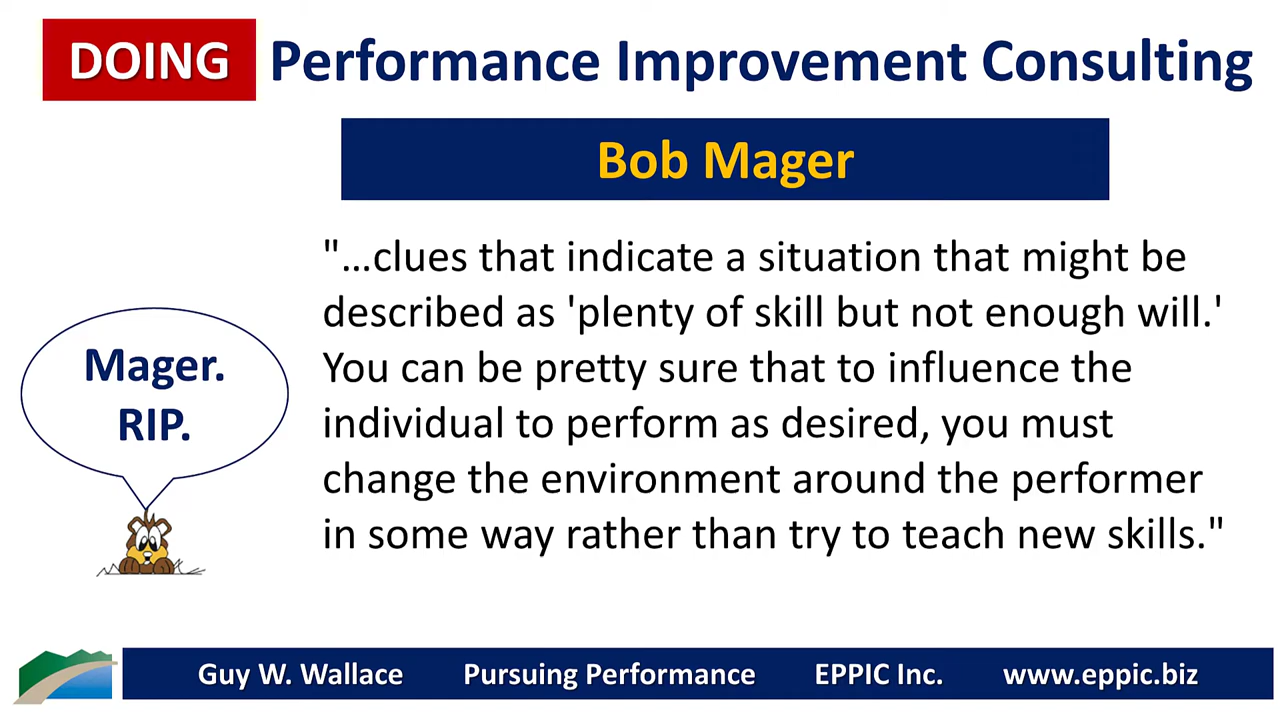 DOING Performance Improvement Consulting
Bob Mager
"...clues that indicate a situation that might be
described as 'plenty of skill but not enough will.'
You can be pretty sure that to influence the
individual to perform as desired, you must
change the environment around the performer
in some way rather than try to teach new skills."
Mager.
RIP.
Guy W. Wallace Pursuing Performance EPPIC Inc. www.eppic.biz